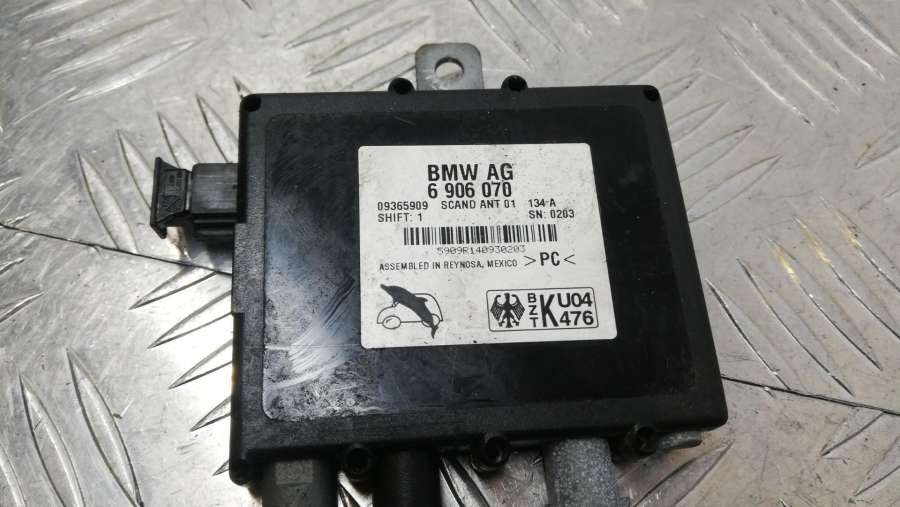 BMW AG
6 906 070
09365909 SCAND ANT 01 134 A
SHIFT: 1 SN: 0203
5909R140930203
ASSEMBLED IN REYNOSA, MEXICO >PC<
BZT K U04 476